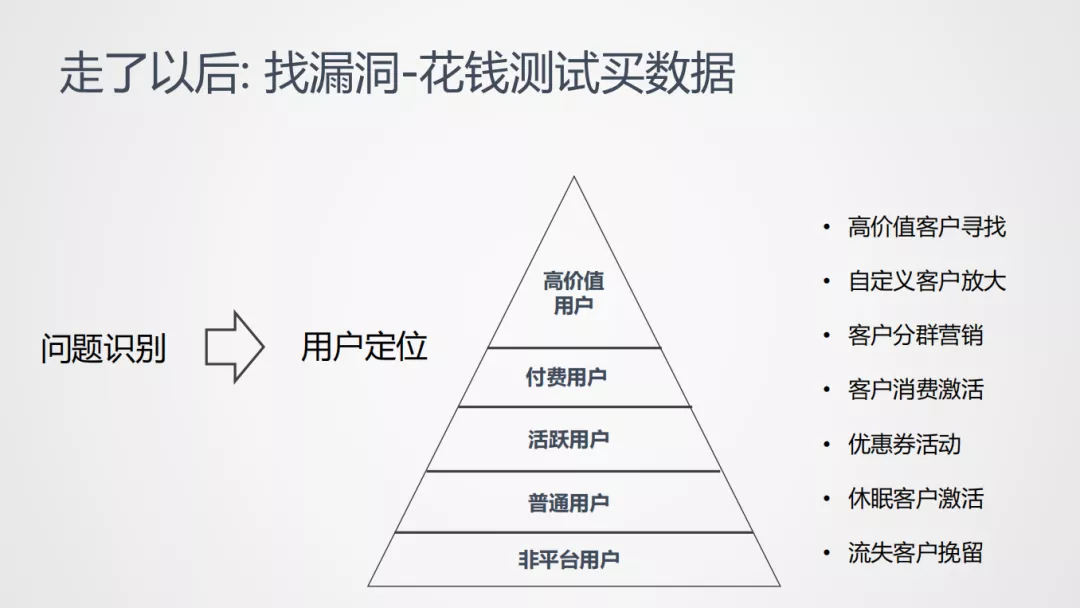 走了以后: 找漏洞-花钱测试买数据
问题识别
用户定位
高价值
用户
付费用户
活跃用户
普通用户
非平台用户
• 高价值客户寻找
• 自定义客户放大
• 客户分群营销
• 客户消费激活
• 优惠券活动
• 休眠客户激活
• 流失客户挽留